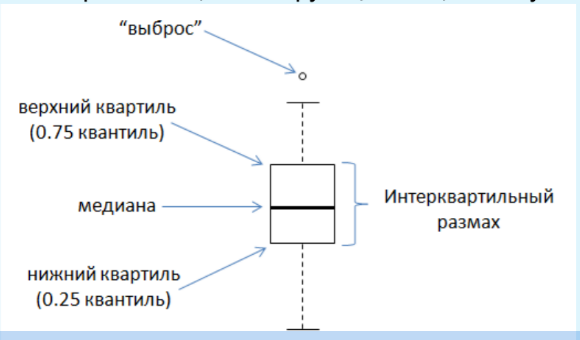 “выброс”
верхний квартиль
(0.75 квантиль)
медиана
Интерквартильный
размах
нижний квартиль
(0.25 квантиль)